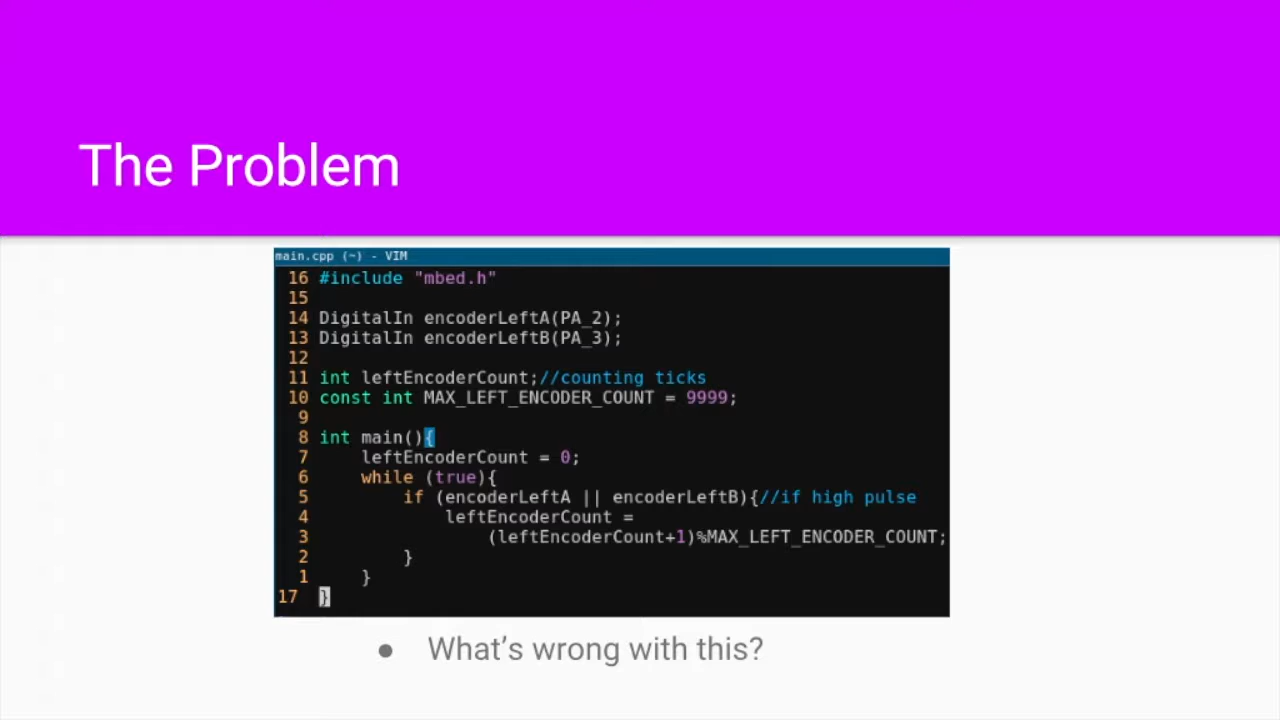 The Problem
main.cpp (~) - VIM
16 #include "mbed.h"
15
14 DigitalIn encoderLeftA(PA_2);
13 DigitalIn encoderLeftB(PA_3);
12
11 int leftEncoderCount;//counting ticks
10 const int MAX_LEFT_ENCODER_COUNT = 9999;
9
8 int main(){
7     leftEncoderCount = 0;
6     while (true){
5         if (encoderLeftA || encoderLeftB){//if high pulse
4             leftEncoderCount =
3                 (leftEncoderCount+1)%MAX_LEFT_ENCODER_COUNT;
2         }
1     }
17 }
● What’s wrong with this?